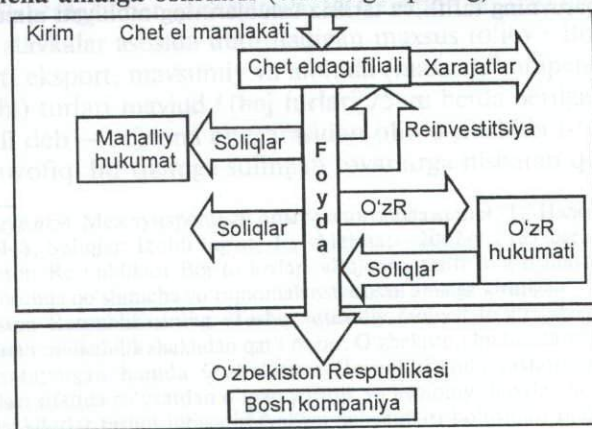 Kirim
Chet el mamlakati
Chet eldagi filiali
Xarajatlar
Reinvestitsiya
Mahalliy
hukumat
Soliqlar
Foyda
Soliqlar
O'zR
O'zR
hukumati
Soliqlar
O'zbekiston Respublikasi
Bosh kompaniya